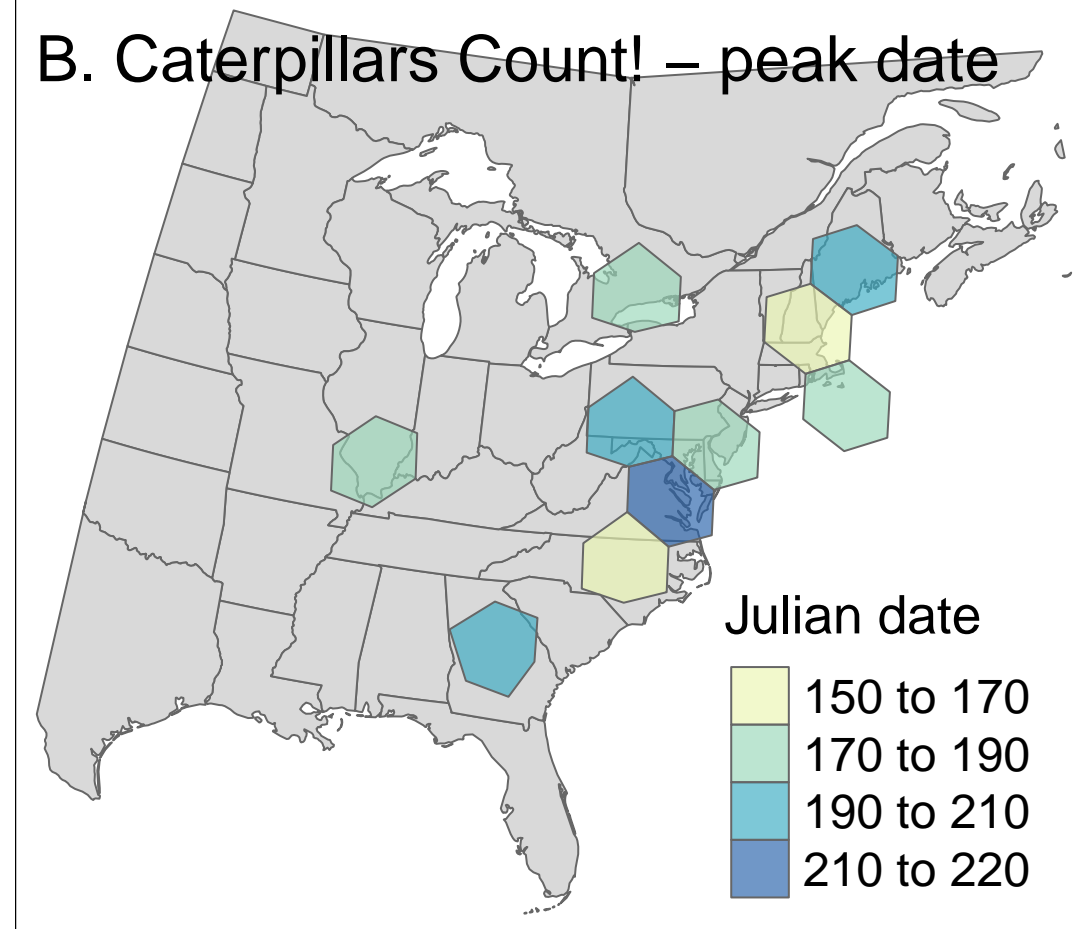 B. Caterpillars Count! – peak date
Julian date
150 to 170
170 to 190
190 to 210
210 to 220